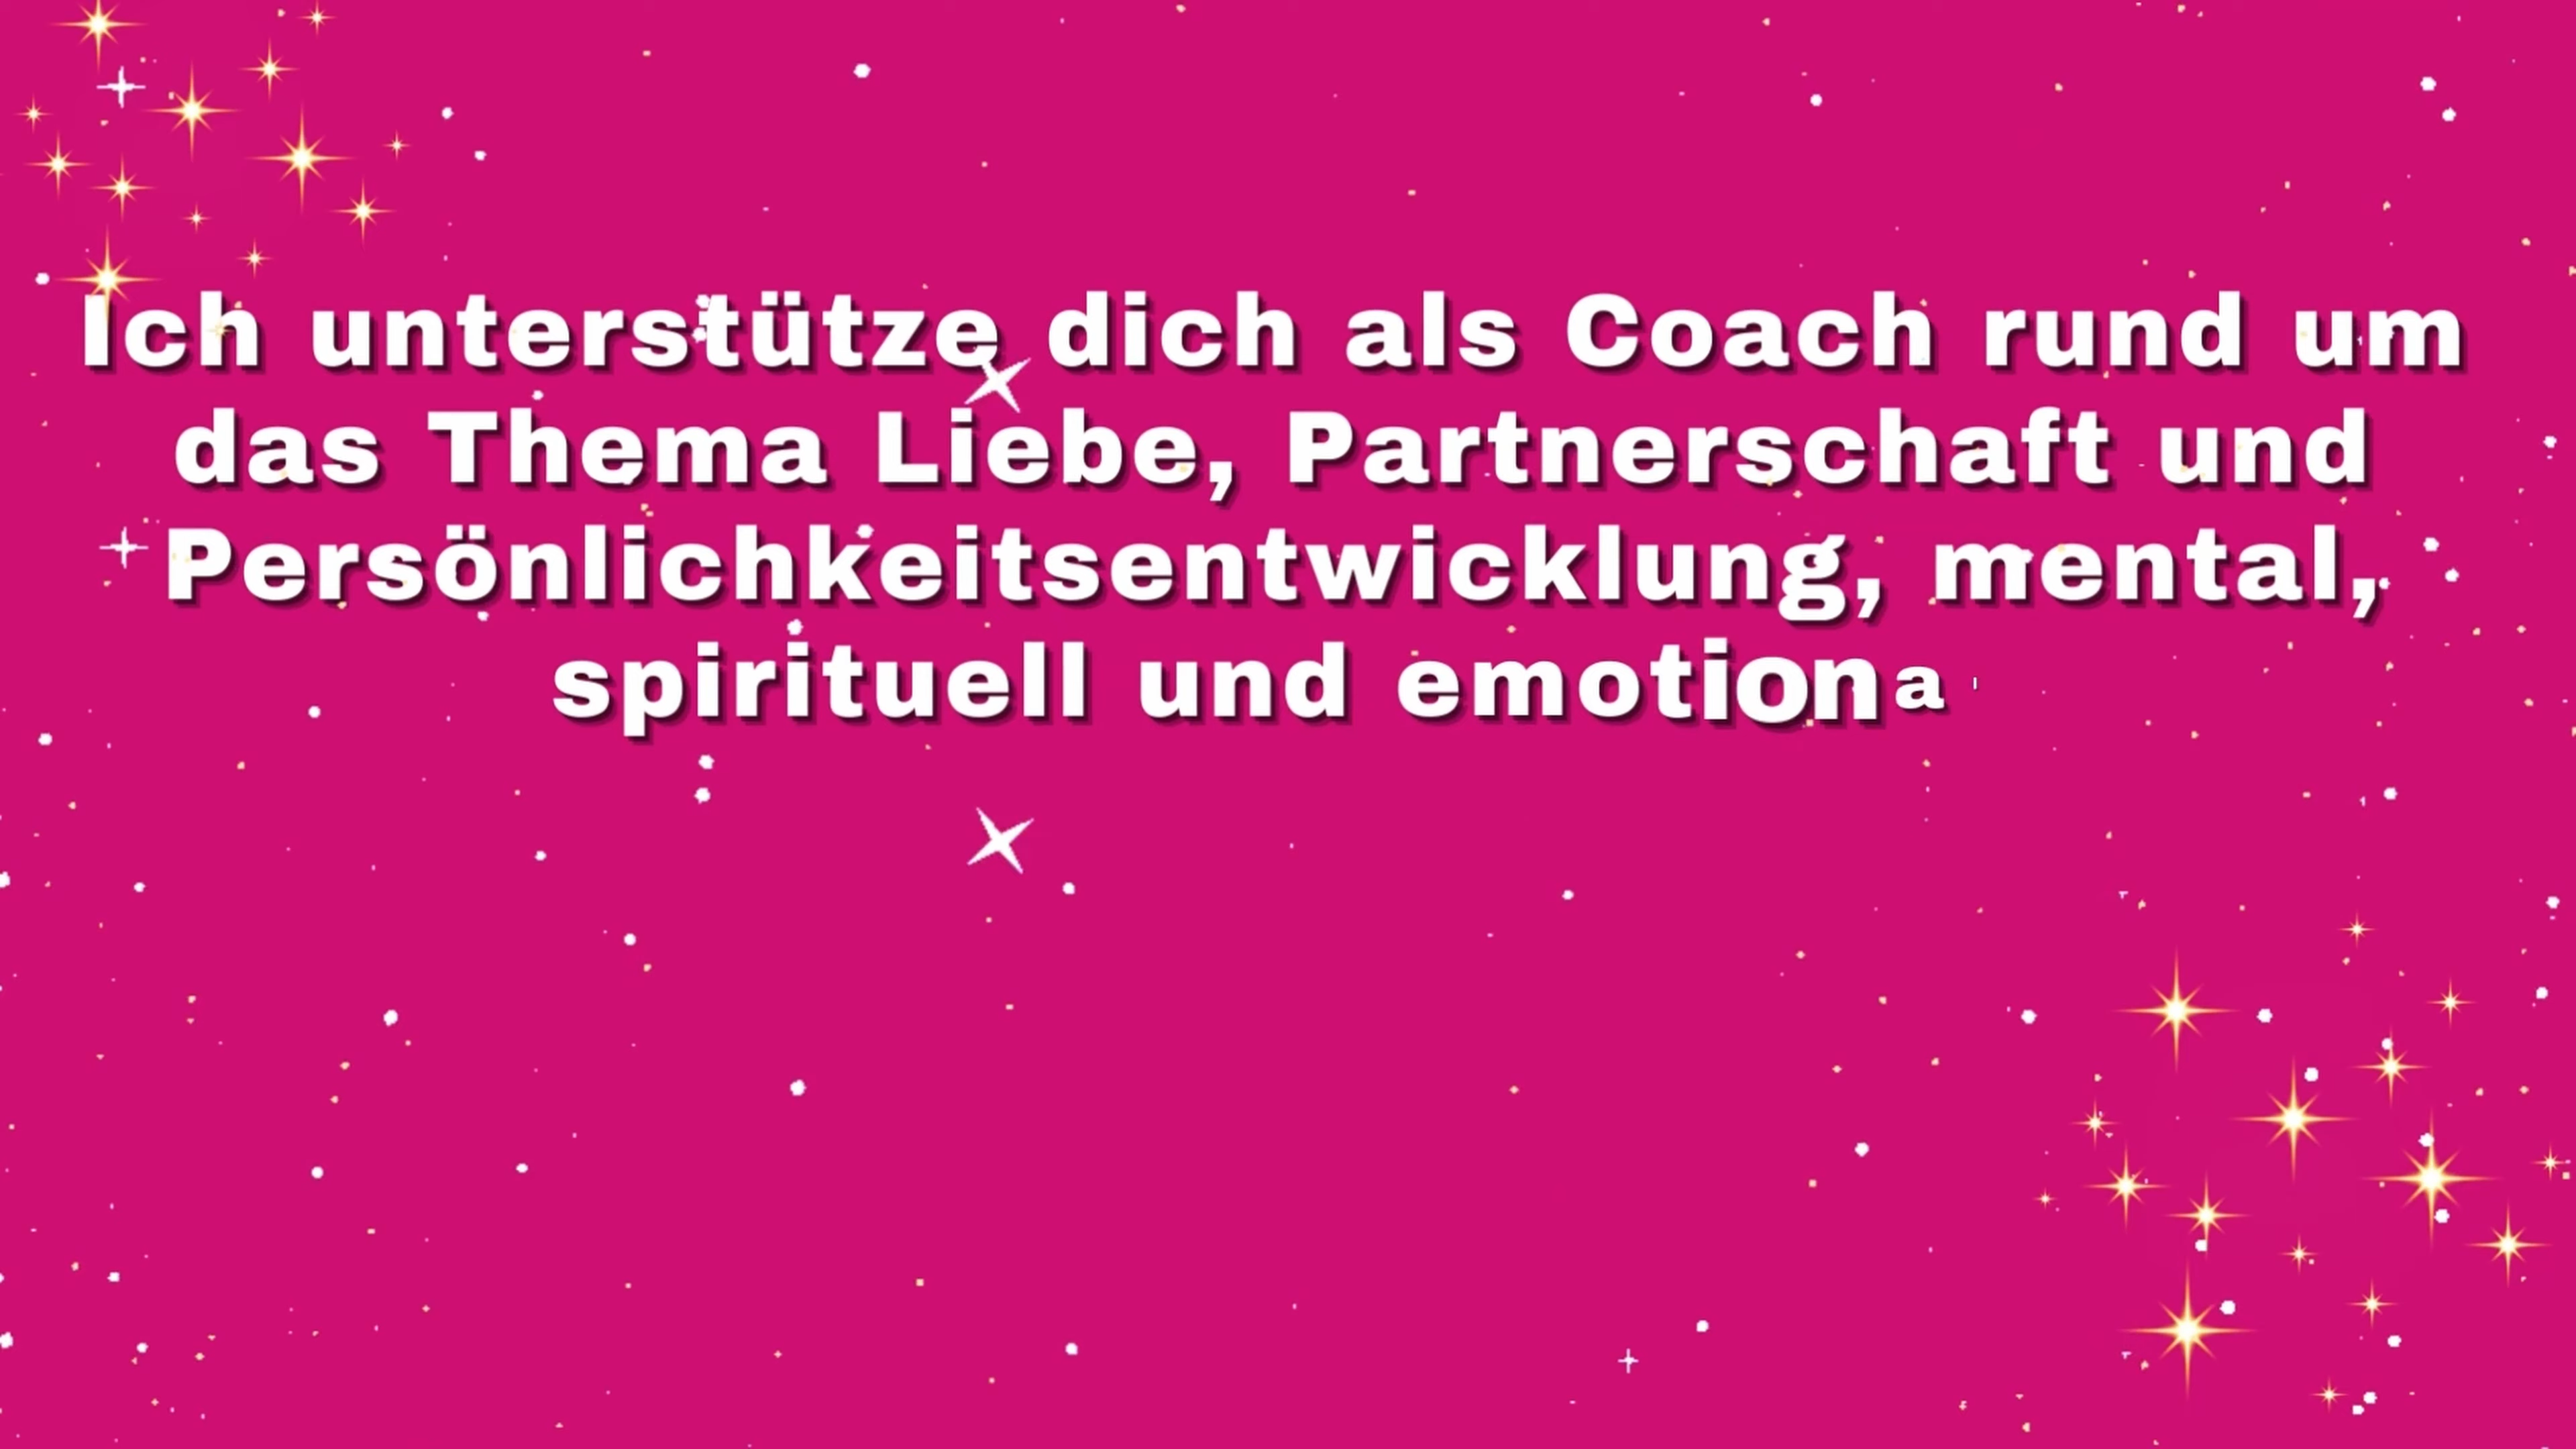 Ich unterstütze dich als Coach rund um
das Thema Liebe, Partnerschaft und
Persönlichkeitsentwicklung, mental,
spirituell und emotiona